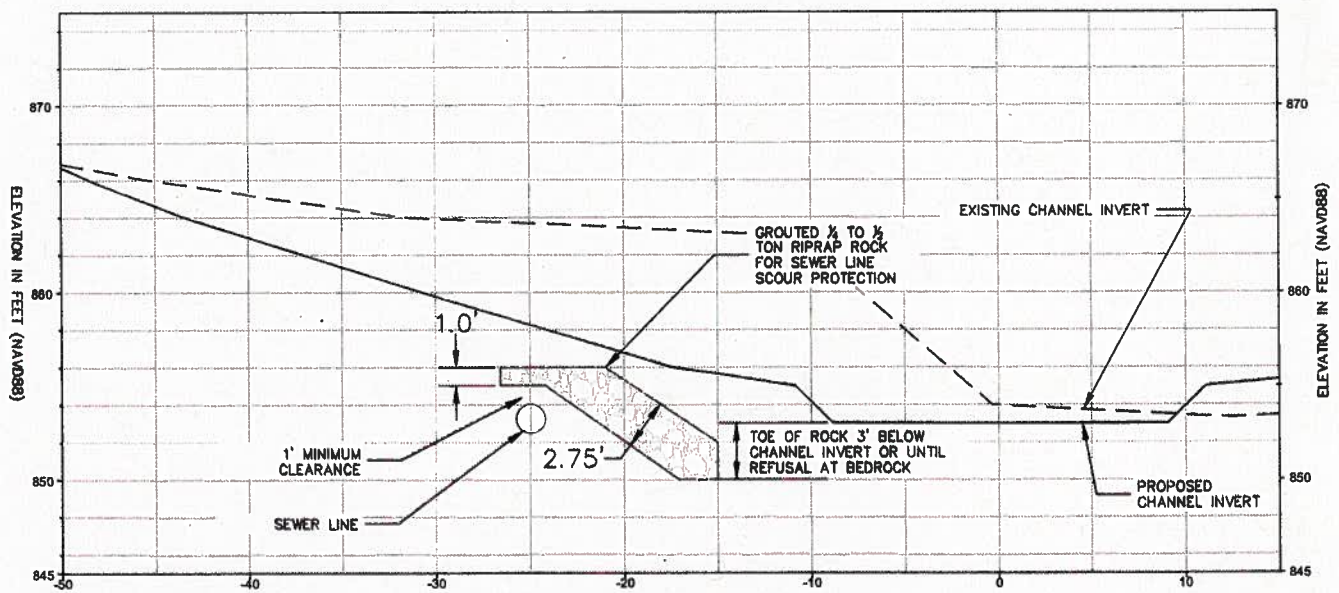 870
860
850
845
ELEVATION IN FEET (NAVD88)
870
860
850
845
ELEVATION IN FEET (NAVD88)
-50
-40
-30
-20
-10
0
10
EXISTING CHANNEL INVERT
GROUTED ¼ TO ½
TON RIPRAP ROCK
FOR SEWER LINE
SCOUR PROTECTION
1.0'
1' MINIMUM
CLEARANCE
2.75'
TOE OF ROCK 3' BELOW
CHANNEL INVERT OR UNTIL
REFUSAL AT BEDROCK
SEWER LINE
PROPOSED
CHANNEL INVERT